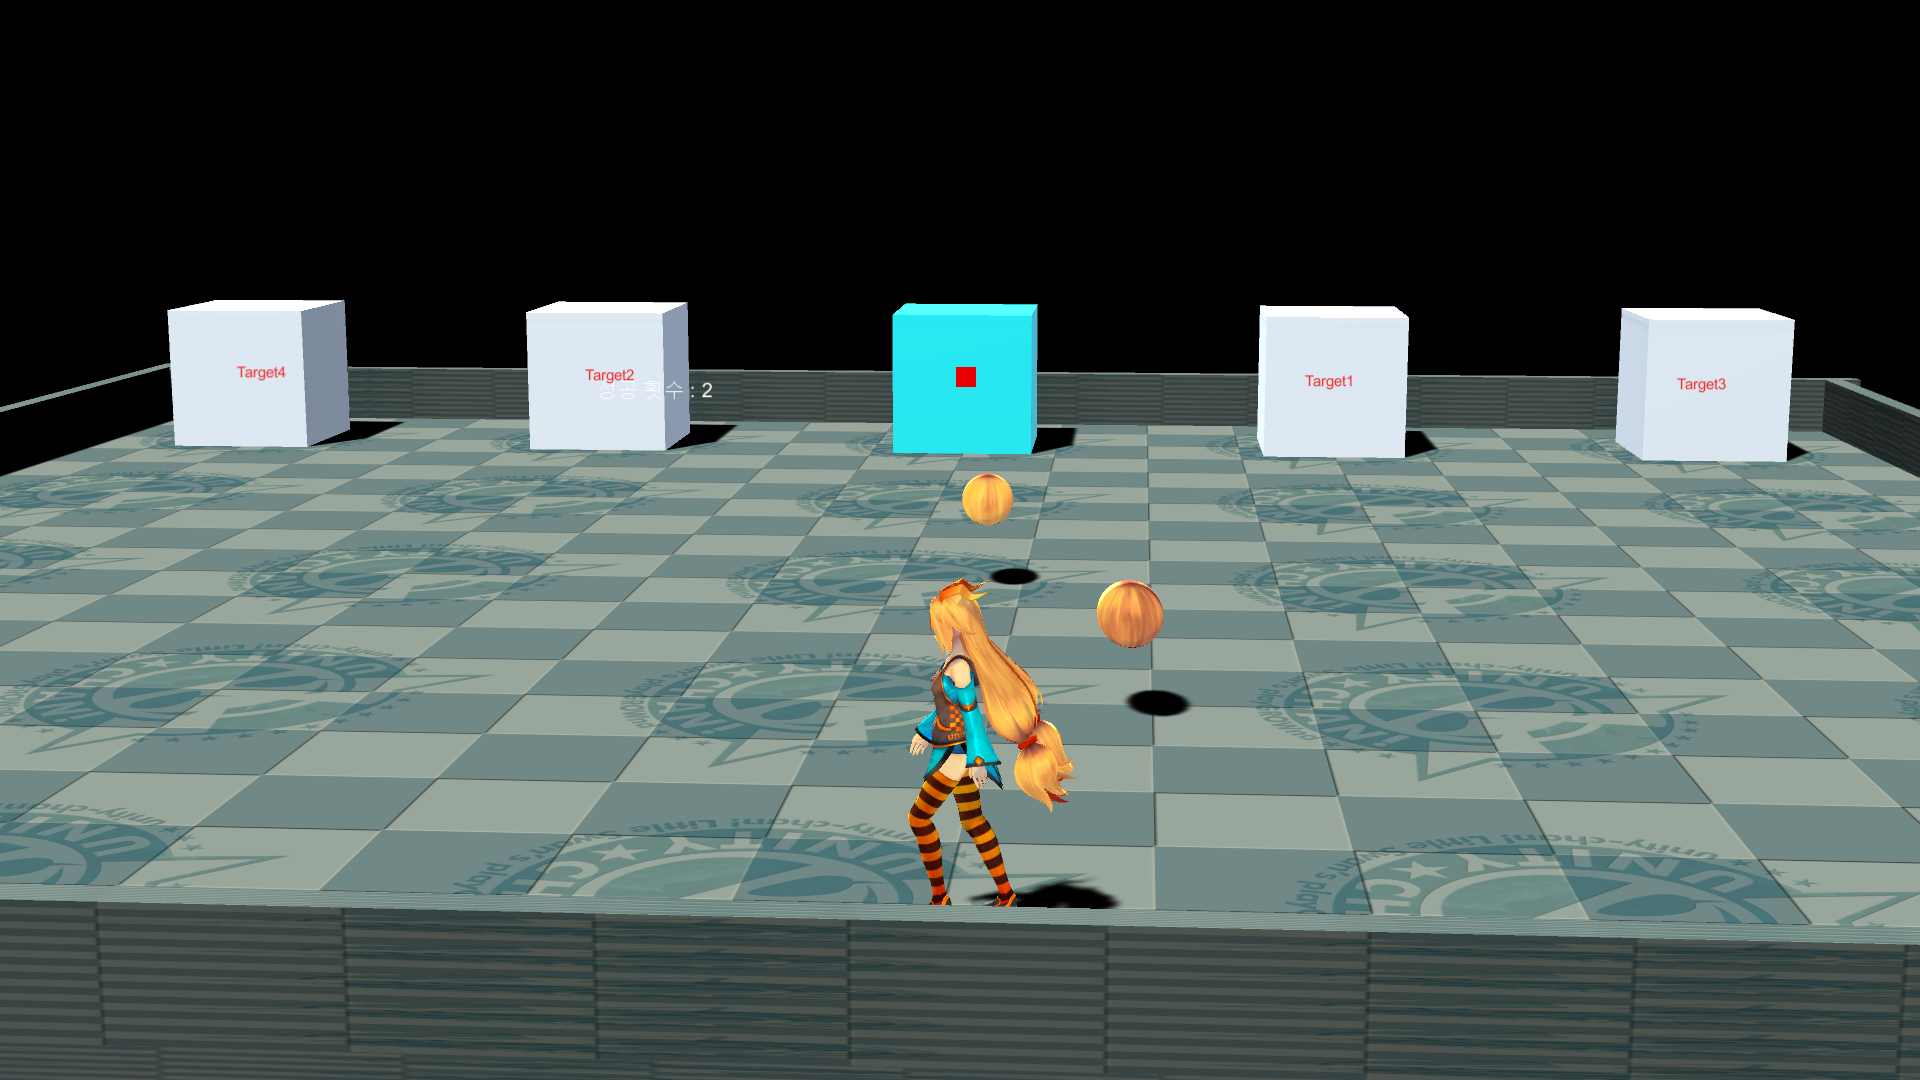 Target4
Target2
성공 횟수 : 2
Target1
Target3